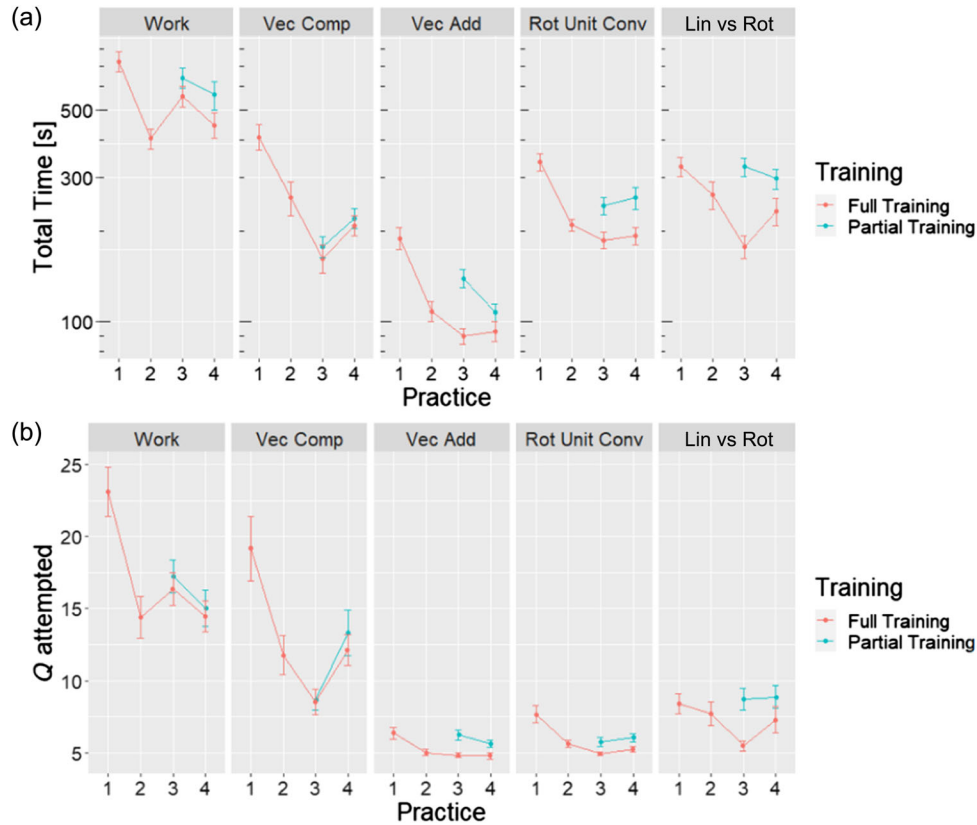 (a)
Work Vec Comp Vec Add Rot Unit Conv Lin vs Rot
Total Time [s]
500
300
100
1 2 3 4 1 2 3 4 1 2 3 4 1 2 3 4 1 2 3 4
Practice
Training
Full Training
Partial Training
(b)
Work Vec Comp Vec Add Rot Unit Conv Lin vs Rot
Q attempted
25
20
15
10
5
1 2 3 4 1 2 3 4 1 2 3 4 1 2 3 4 1 2 3 4
Practice
Training
Full Training
Partial Training